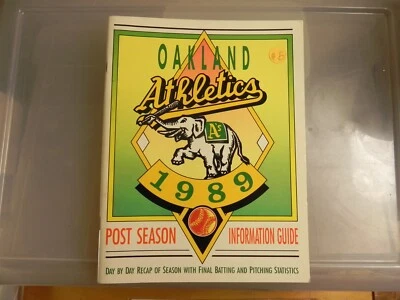 OAKLAND
Athletics
A's
1989
POST SEASON INFORMATION GUIDE
DAY BY DAY RECAP OF SEASON WITH FINAL BATTING AND PITCHING STATISTICS